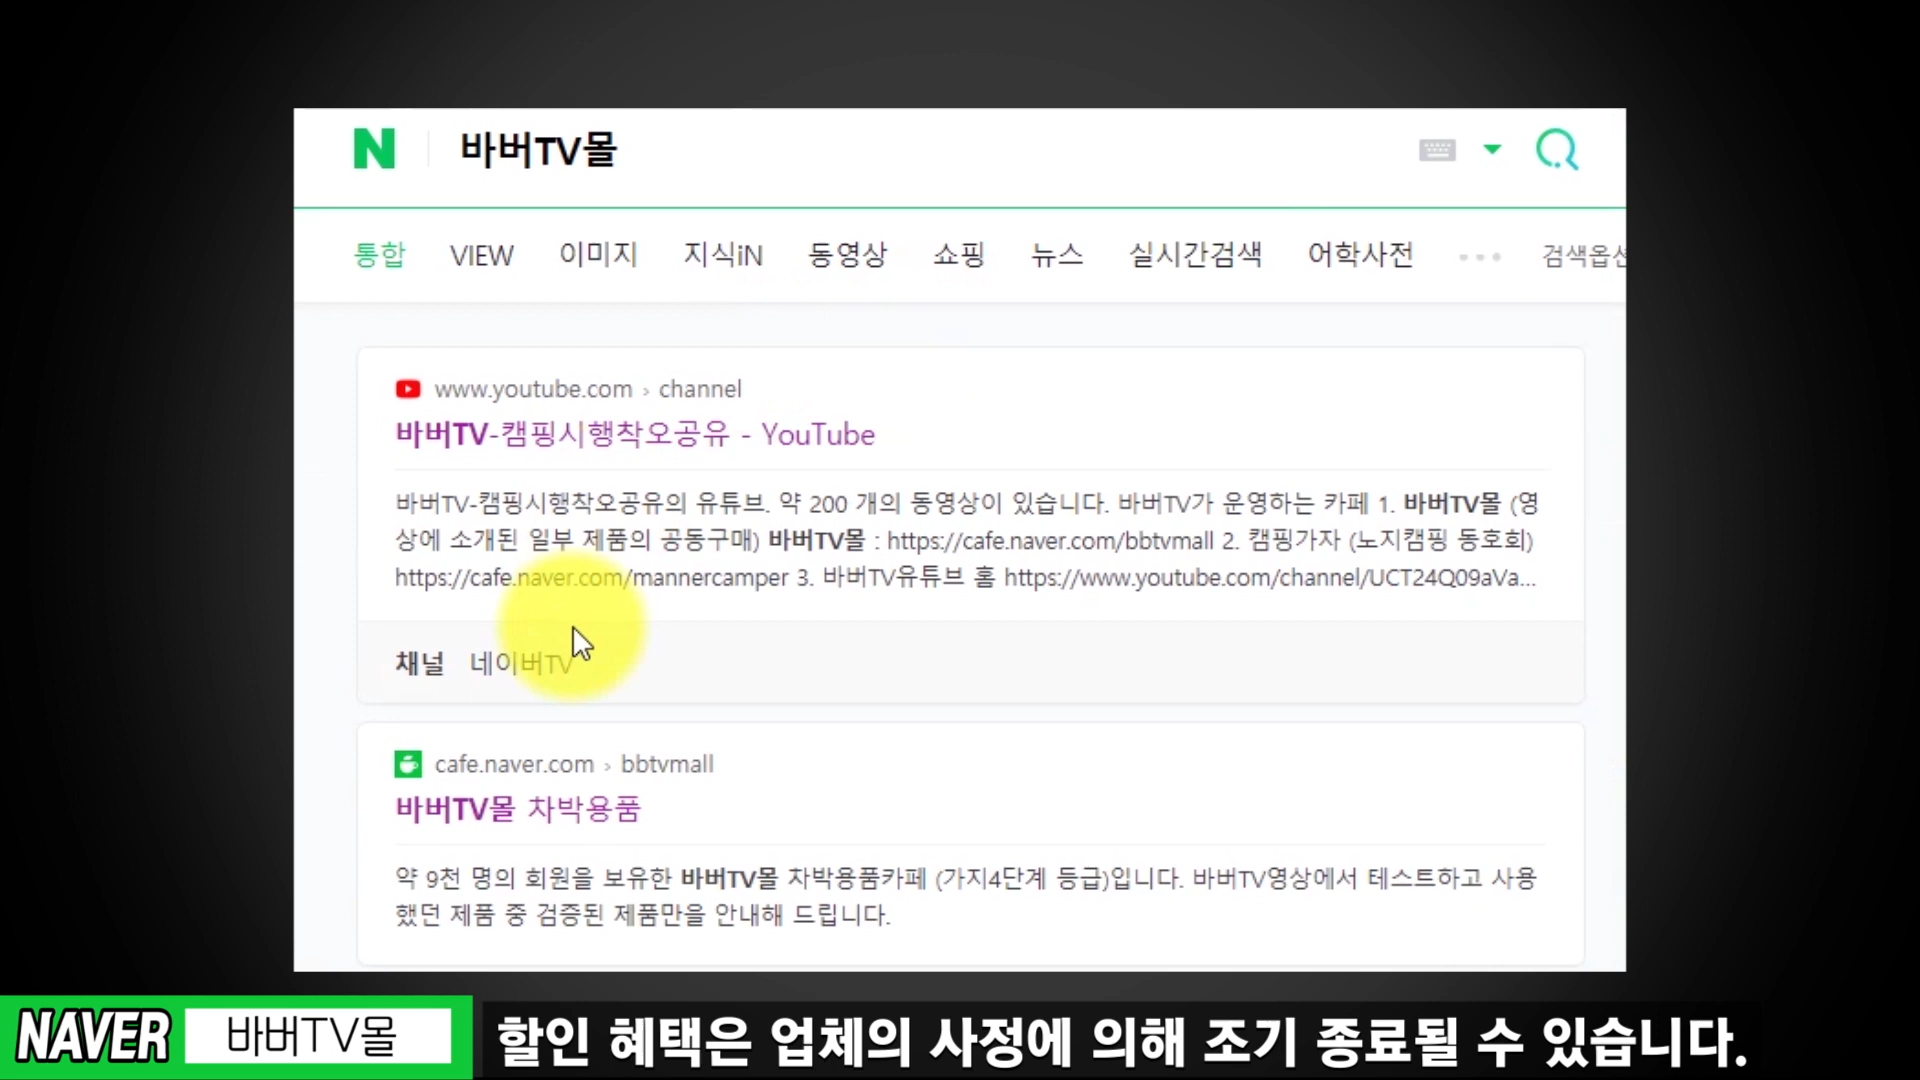 N 바버TV몰
통합 VIEW 이미지 지식iN 동영상 쇼핑 뉴스 실시간검색 어학사전 검색옵션
www.youtube.com › channel
바버TV-캠핑시행착오공유 - YouTube
바버TV-캠핑시행착오공유의 유튜브. 약 200 개의 동영상이 있습니다. 바버TV가 운영하는 카페 1. 바버TV몰 (영
상에 소개된 일부 제품의 공동구매) 바버TV몰 : https://cafe.naver.com/bbtvmall 2. 캠핑가자 (노지캠핑 동호회)
https://cafe.naver.com/mannercamper 3. 바버TV유튜브 홈 https://www.youtube.com/channel/UCT24Q09aVa...
채널 네이버TV
cafe.naver.com › bbtvmall
바버TV몰 차박용품
약 9천 명의 회원을 보유한 바버TV몰 차박용품카페 (가지4단계 등급)입니다. 바버TV영상에서 테스트하고 사용
했던 제품 중 검증된 제품만을 안내해 드립니다.
NAVER 바버TV몰 할인 혜택은 업체의 사정에 의해 조기 종료될 수 있습니다.